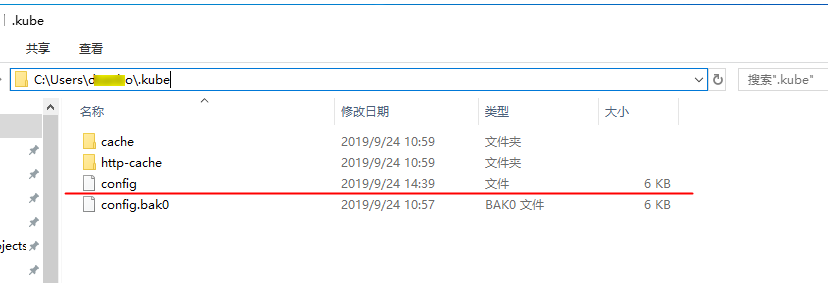 .kube
共享 查看
C:\Users\d o\.kube 搜索".kube"
名称 修改日期 类型 大小
cache 2019/9/24 10:59 文件夹
http-cache 2019/9/24 10:59 文件夹
config 2019/9/24 14:39 文件 6 KB
config.bak0 2019/9/24 10:57 BAK0 文件 6 KB
ojects